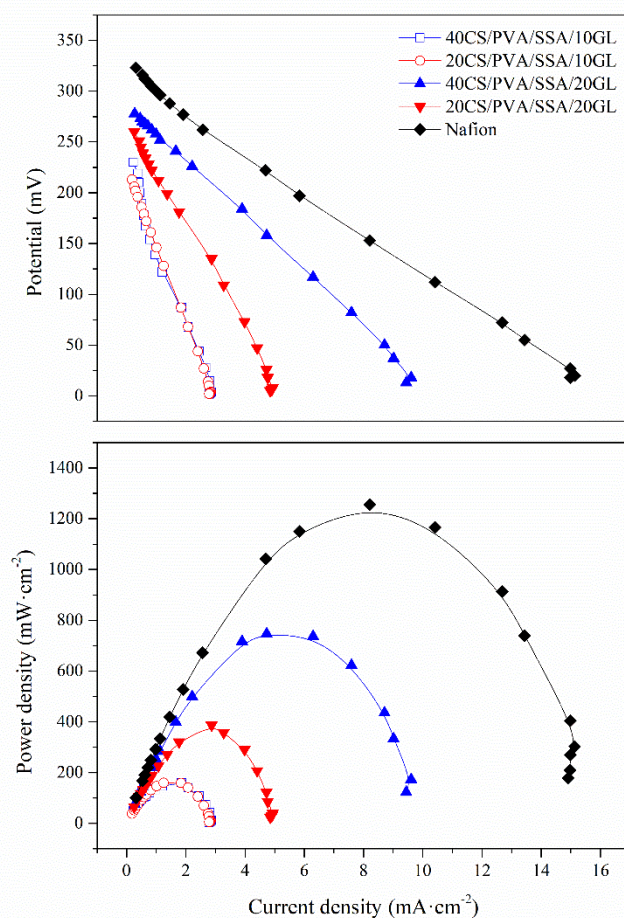 350
300
250
200
150
100
50
0
Potential (mV)
40CS/PVA/SSA/10GL
20CS/PVA/SSA/10GL
40CS/PVA/SSA/20GL
20CS/PVA/SSA/20GL
Nafion
1400
1200
1000
800
600
400
200
0
Power density (mW·cm⁻²)
0 2 4 6 8 10 12 14 16
Current density (mA·cm⁻²)